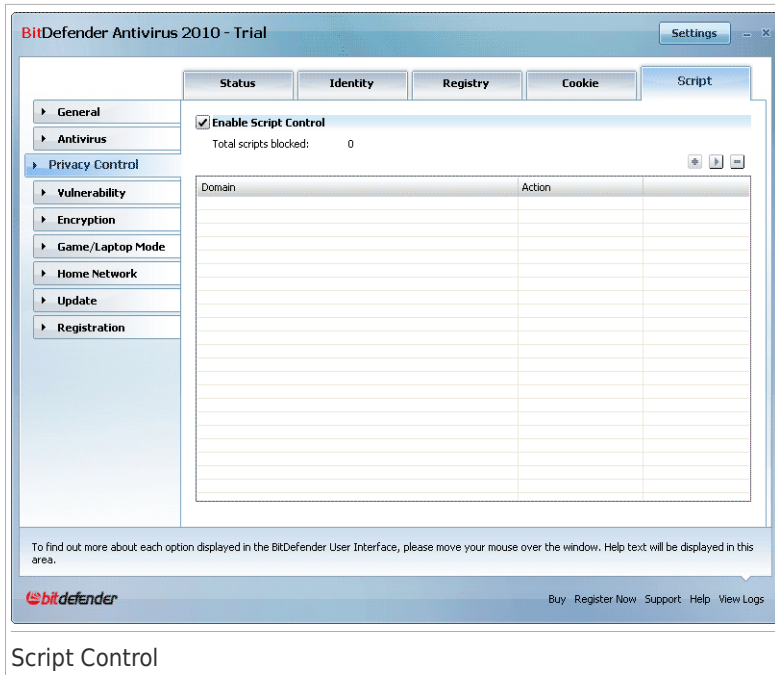 BitDefender Antivirus 2010 - Trial
Settings
Status
Identity
Registry
Cookie
Script
General
Antivirus
Privacy Control
Vulnerability
Encryption
Game/Laptop Mode
Home Network
Update
Registration
Enable Script Control
Total scripts blocked: 0
Domain
Action
To find out more about each option displayed in the BitDefender User Interface, please move your mouse over the window. Help text will be displayed in this
area.
bitdefender
Buy Register Now Support Help View Logs
Script Control